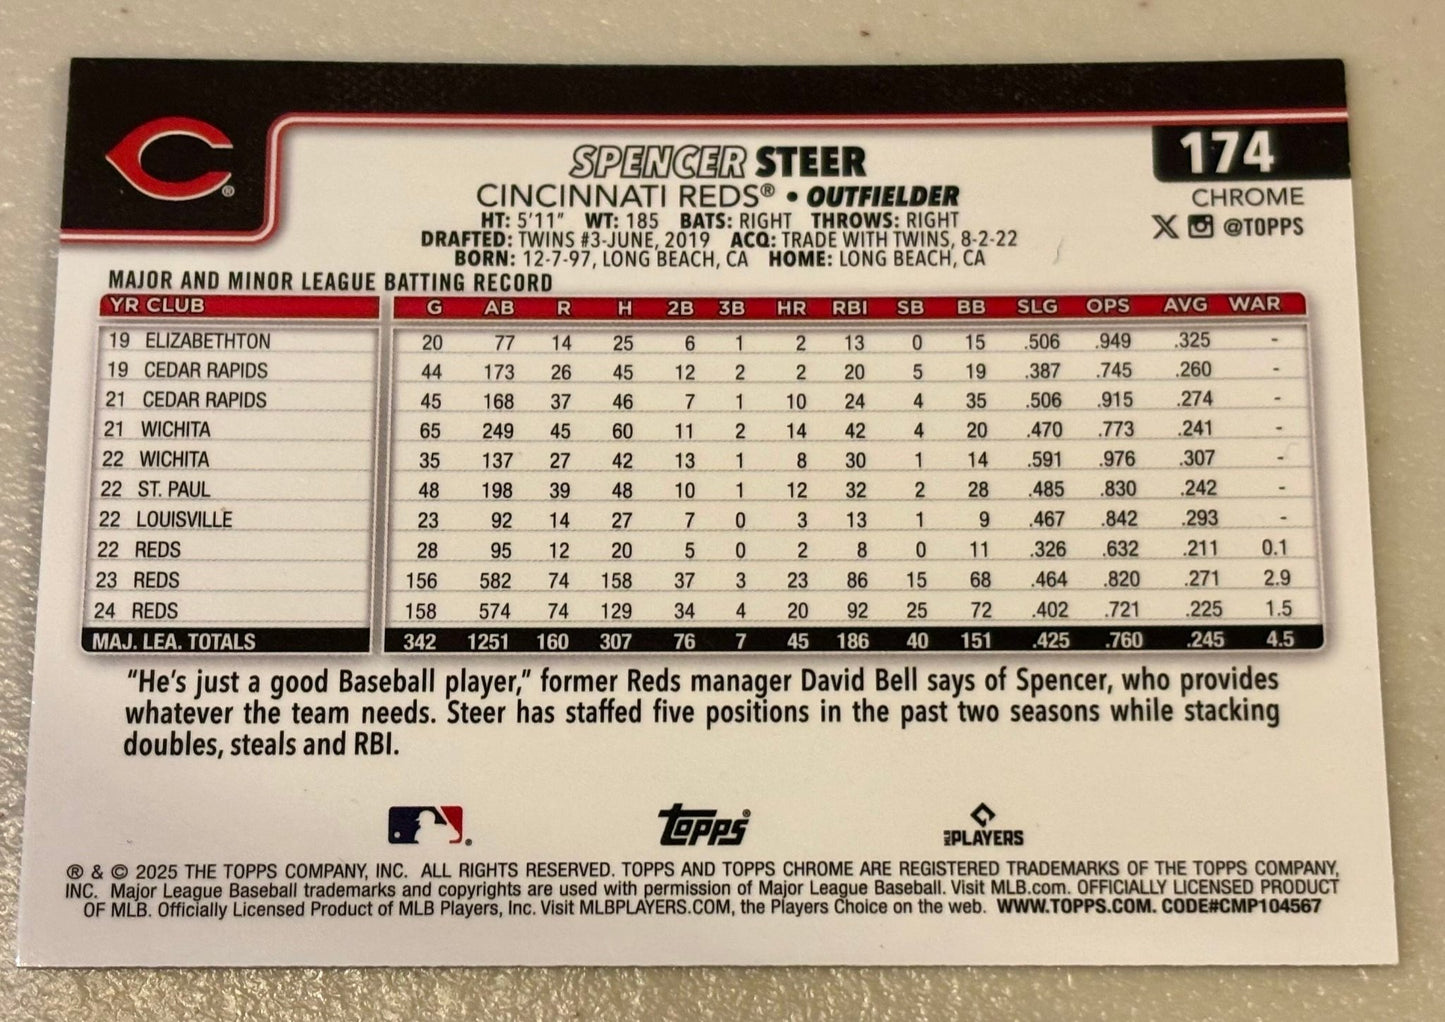 C®
174
SPENCER STEER
CINCINNATI REDS® • OUTFIELDER
CHROME
HT: 5'11" WT: 185 BATS: RIGHT THROWS: RIGHT
X @TOPPS
DRAFTED: TWINS #3-JUNE, 2019 ACQ: TRADE WITH TWINS, 8-2-22
BORN: 12-7-97, LONG BEACH, CA HOME: LONG BEACH, CA
MAJOR AND MINOR LEAGUE BATTING RECORD
YR CLUB G AB R H 2B 3B HR RBI SB BB SLG OPS AVG WAR
19 ELIZABETHTON 20 77 14 25 6 1 2 13 0 15 .506 .949 .325 -
19 CEDAR RAPIDS 44 173 26 45 12 2 2 20 5 19 .387 .745 .260 -
21 CEDAR RAPIDS 45 168 37 46 7 1 10 24 4 35 .506 .915 .274 -
21 WICHITA 65 249 45 60 11 2 14 42 4 20 .470 .773 .241 -
22 WICHITA 35 137 27 42 13 1 8 30 1 14 .591 .976 .307 -
22 ST. PAUL 48 198 39 48 10 1 12 32 2 28 .485 .830 .242 -
22 LOUISVILLE 23 92 14 27 7 0 3 13 1 9 .467 .842 .293 -
22 REDS 28 95 12 20 5 0 2 8 0 11 .326 .632 .211 0.1
23 REDS 156 582 74 158 37 3 23 86 15 68 .464 .820 .271 2.9
24 REDS 158 574 74 129 34 4 20 92 25 72 .402 .721 .225 1.5
MAJ. LEA. TOTALS 342 1251 160 307 76 7 45 186 40 151 .425 .760 .245 4.5
"He's just a good Baseball player," former Reds manager David Bell says of Spencer, who provides
whatever the team needs. Steer has staffed five positions in the past two seasons while stacking
doubles, steals and RBI.
Topps®
MLB PLAYERS
® & © 2025 THE TOPPS COMPANY, INC. ALL RIGHTS RESERVED. TOPPS AND TOPPS CHROME ARE REGISTERED TRADEMARKS OF THE TOPPS COMPANY,
INC. Major League Baseball trademarks and copyrights are used with permission of Major League Baseball. Visit MLB.com. OFFICIALLY LICENSED PRODUCT
OF MLB. Officially Licensed Product of MLB Players, Inc. Visit MLBPLAYERS.COM, the Players Choice on the web. WWW.TOPPS.COM. CODE#CMP104567